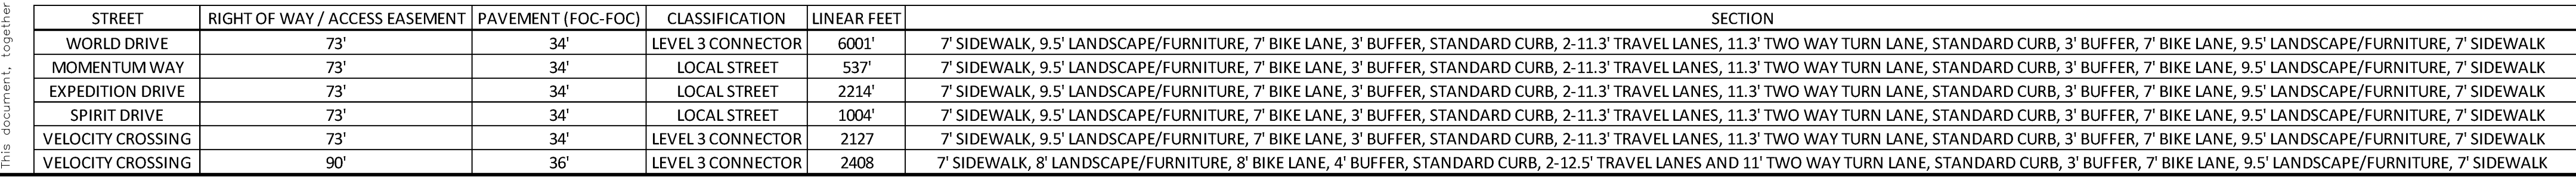 This document, together
STREET RIGHT OF WAY / ACCESS EASEMENT PAVEMENT (FOC-FOC) CLASSIFICATION LINEAR FEET SECTION
WORLD DRIVE 73' 34' LEVEL 3 CONNECTOR 6001' 7' SIDEWALK, 9.5' LANDSCAPE/FURNITURE, 7' BIKE LANE, 3' BUFFER, STANDARD CURB, 2-11.3' TRAVEL LANES, 11.3' TWO WAY TURN LANE, STANDARD CURB, 3' BUFFER, 7' BIKE LANE, 9.5' LANDSCAPE/FURNITURE, 7' SIDEWALK
MOMENTUM WAY 73' 34' LOCAL STREET 537' 7' SIDEWALK, 9.5' LANDSCAPE/FURNITURE, 7' BIKE LANE, 3' BUFFER, STANDARD CURB, 2-11.3' TRAVEL LANES, 11.3' TWO WAY TURN LANE, STANDARD CURB, 3' BUFFER, 7' BIKE LANE, 9.5' LANDSCAPE/FURNITURE, 7' SIDEWALK
EXPEDITION DRIVE 73' 34' LOCAL STREET 2214' 7' SIDEWALK, 9.5' LANDSCAPE/FURNITURE, 7' BIKE LANE, 3' BUFFER, STANDARD CURB, 2-11.3' TRAVEL LANES, 11.3' TWO WAY TURN LANE, STANDARD CURB, 3' BUFFER, 7' BIKE LANE, 9.5' LANDSCAPE/FURNITURE, 7' SIDEWALK
SPIRIT DRIVE 73' 34' LOCAL STREET 1004' 7' SIDEWALK, 9.5' LANDSCAPE/FURNITURE, 7' BIKE LANE, 3' BUFFER, STANDARD CURB, 2-11.3' TRAVEL LANES, 11.3' TWO WAY TURN LANE, STANDARD CURB, 3' BUFFER, 7' BIKE LANE, 9.5' LANDSCAPE/FURNITURE, 7' SIDEWALK
VELOCITY CROSSING 73' 34' LEVEL 3 CONNECTOR 2127 7' SIDEWALK, 9.5' LANDSCAPE/FURNITURE, 7' BIKE LANE, 3' BUFFER, STANDARD CURB, 2-11.3' TRAVEL LANES, 11.3' TWO WAY TURN LANE, STANDARD CURB, 3' BUFFER, 7' BIKE LANE, 9.5' LANDSCAPE/FURNITURE, 7' SIDEWALK
VELOCITY CROSSING 90' 36' LEVEL 3 CONNECTOR 2408 7' SIDEWALK, 8' LANDSCAPE/FURNITURE, 8' BIKE LANE, 4' BUFFER, STANDARD CURB, 2-12.5' TRAVEL LANES AND 11' TWO WAY TURN LANE, STANDARD CURB, 3' BUFFER, 7' BIKE LANE, 9.5' LANDSCAPE/FURNITURE, 7' SIDEWALK